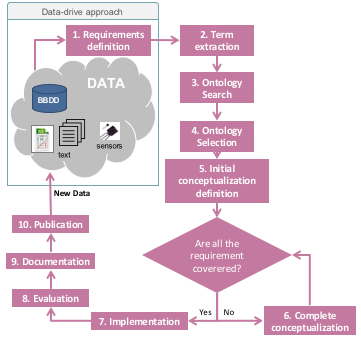 Data-drive approach
1. Requirements
definition
2. Term
extraction
DATA
BBDD
text
sensors
3. Ontology
Search
4. Ontology
Selection
5. Initial
conceptualization
definition
New Data
10. Publication
Are all the
requirement
coverered?
9. Documentation
8. Evaluation
Yes
No
7. Implementation
6. Complete
conceptualization